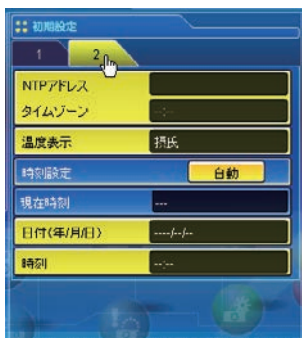 初期設定
1 2
NTPアドレス
タイムゾーン --:--
温度表示 摂氏
時刻設定 自動
現在時刻 ---
日付(年/月/日) ----/--/--
時刻 --:--